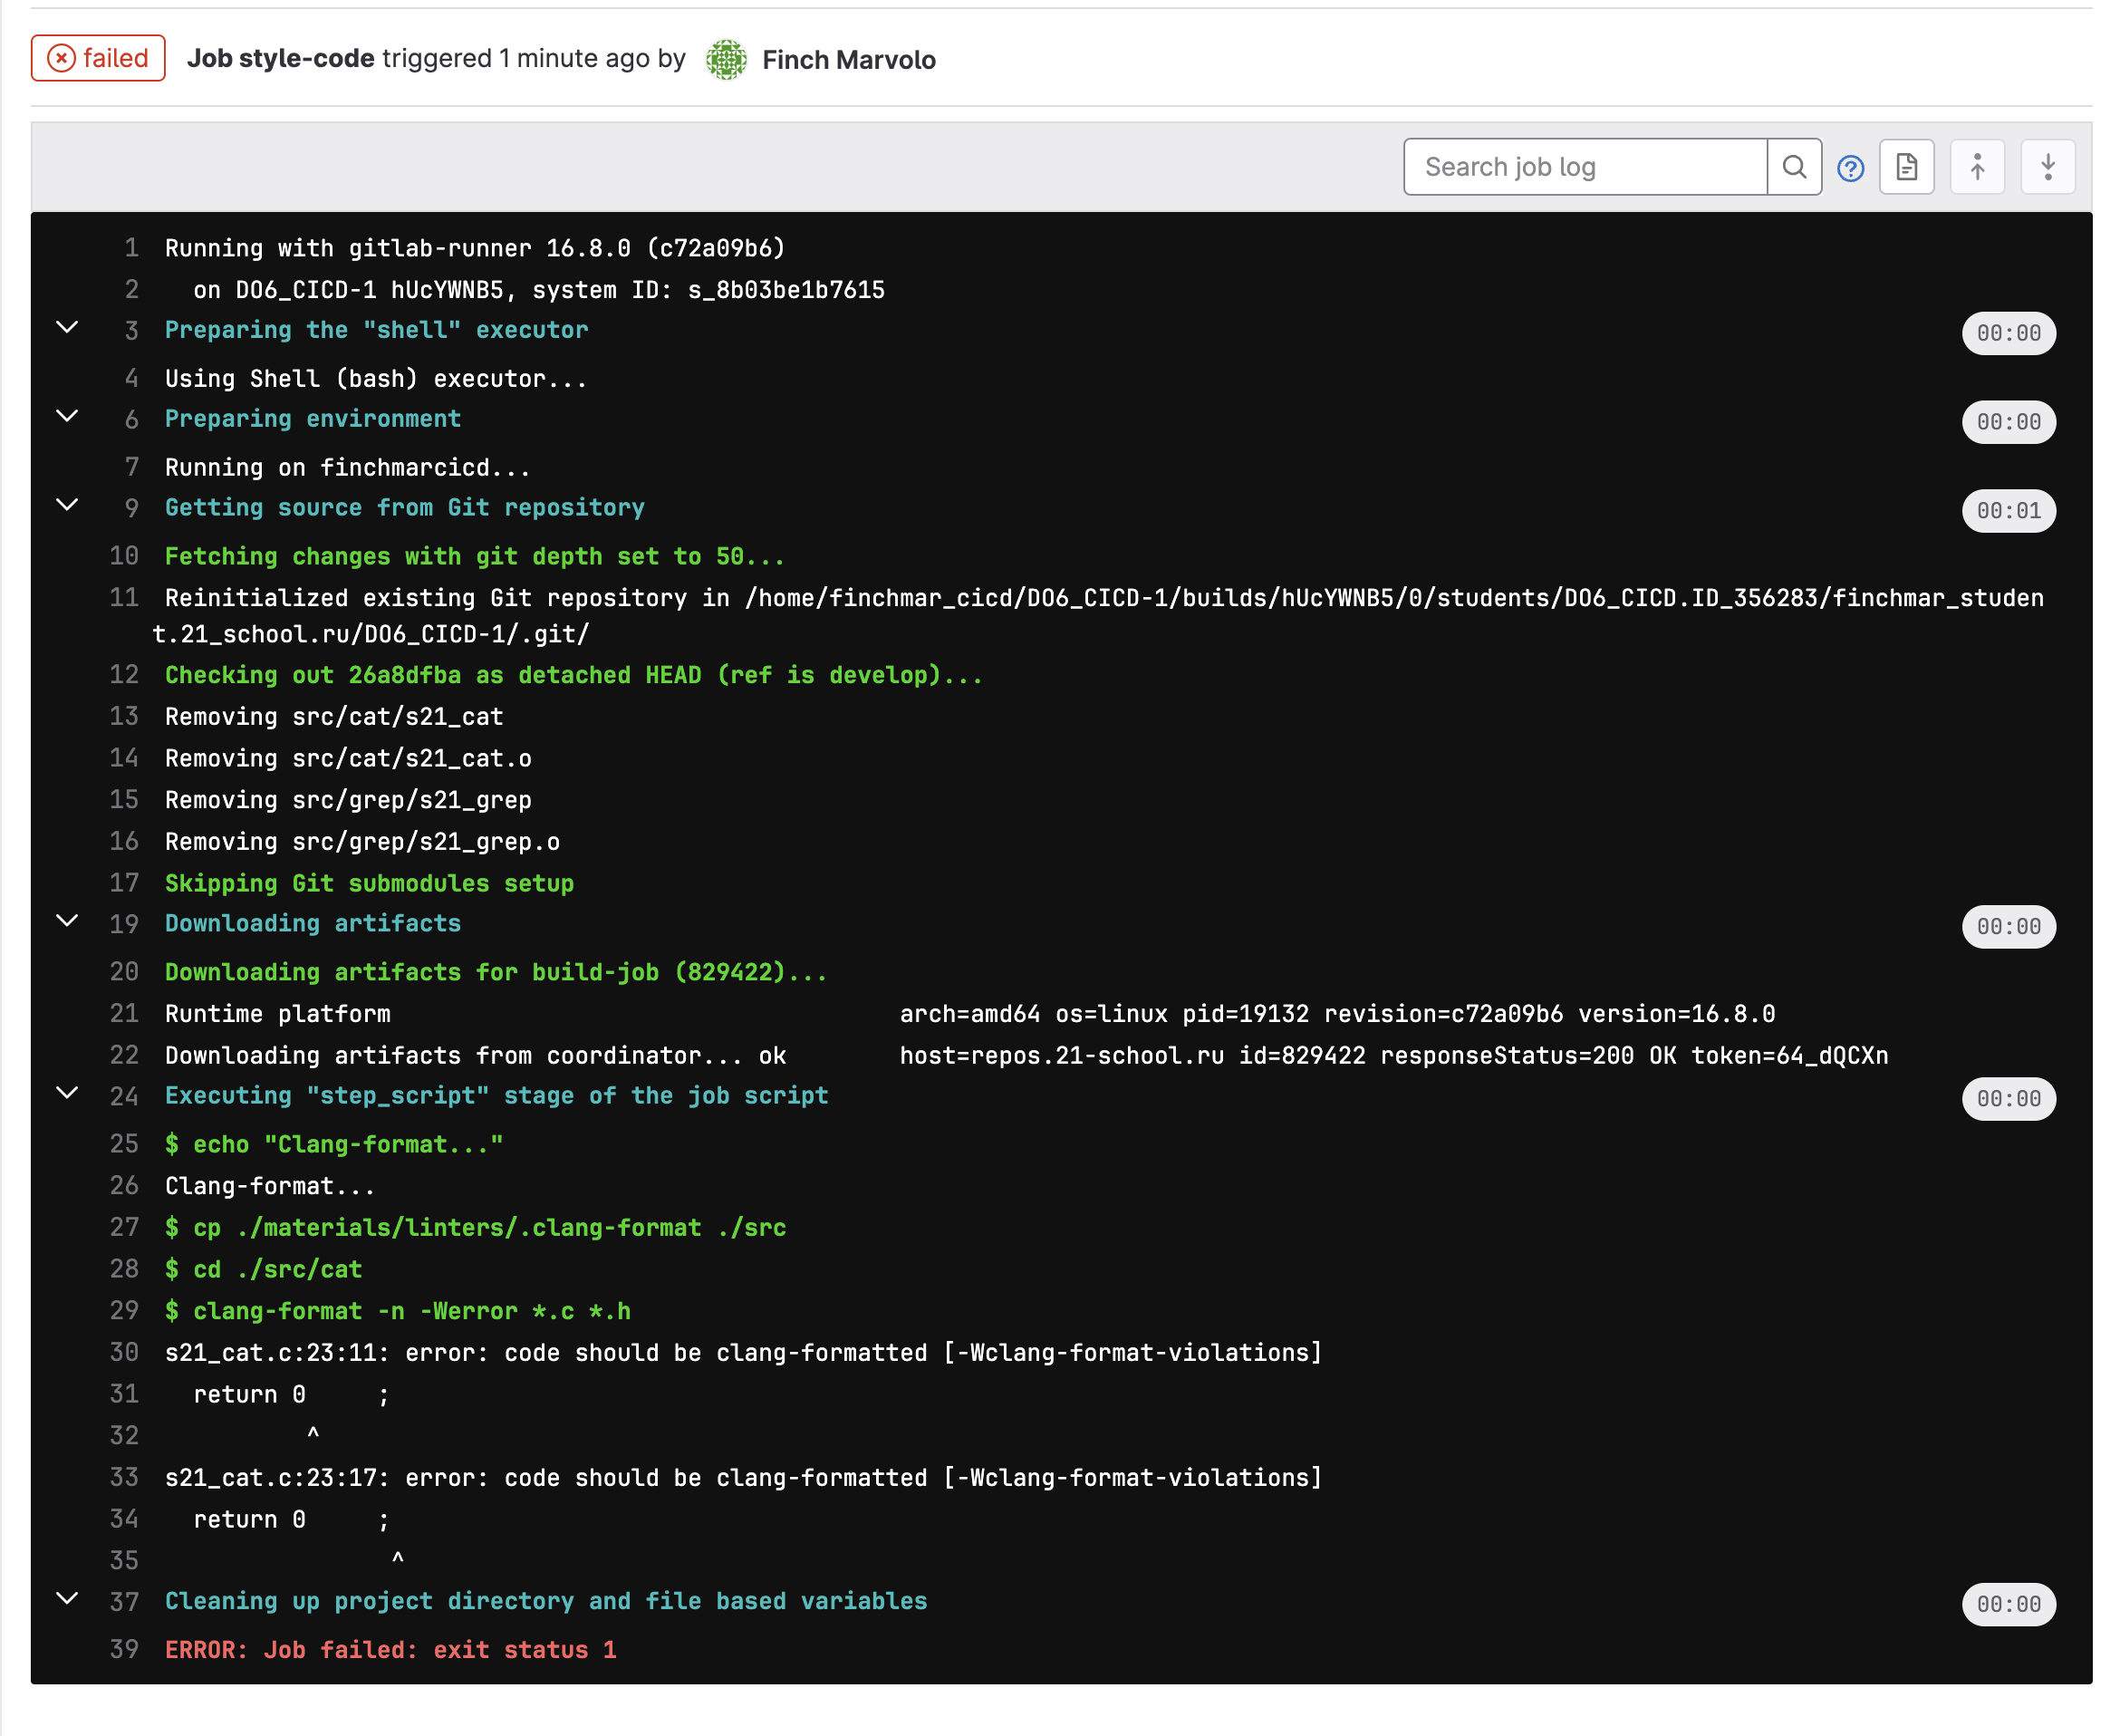 failed Job style-code triggered 1 minute ago by Finch Marvolo
Search job log
1 Running with gitlab-runner 16.8.0 (c72a09b6)
2 on DO6_CICD-1 hUcYWNB5, system ID: s_8b03be1b7615
3 Preparing the "shell" executor 00:00
4 Using Shell (bash) executor...
6 Preparing environment 00:00
7 Running on finchmarcicd...
9 Getting source from Git repository 00:01
10 Fetching changes with git depth set to 50...
11 Reinitialized existing Git repository in /home/finchmar_cicd/DO6_CICD-1/builds/hUcYWNB5/0/students/DO6_CICD.ID_356283/finchmar_studen
t.21_school.ru/DO6_CICD-1/.git/
12 Checking out 26a8dfba as detached HEAD (ref is develop)...
13 Removing src/cat/s21_cat
14 Removing src/cat/s21_cat.o
15 Removing src/grep/s21_grep
16 Removing src/grep/s21_grep.o
17 Skipping Git submodules setup
19 Downloading artifacts 00:00
20 Downloading artifacts for build-job (829422)...
21 Runtime platform arch=amd64 os=linux pid=19132 revision=c72a09b6 version=16.8.0
22 Downloading artifacts from coordinator... ok host=repos.21-school.ru id=829422 responseStatus=200 OK token=64_dQCXn
24 Executing "step_script" stage of the job script 00:00
25 $ echo "Clang-format..."
26 Clang-format...
27 $ cp ./materials/linters/.clang-format ./src
28 $ cd ./src/cat
29 $ clang-format -n -Werror *.c *.h
30 s21_cat.c:23:11: error: code should be clang-formatted [-Wclang-format-violations]
31 return 0 ;
32 ^
33 s21_cat.c:23:17: error: code should be clang-formatted [-Wclang-format-violations]
34 return 0 ;
35 ^
37 Cleaning up project directory and file based variables 00:00
39 ERROR: Job failed: exit status 1